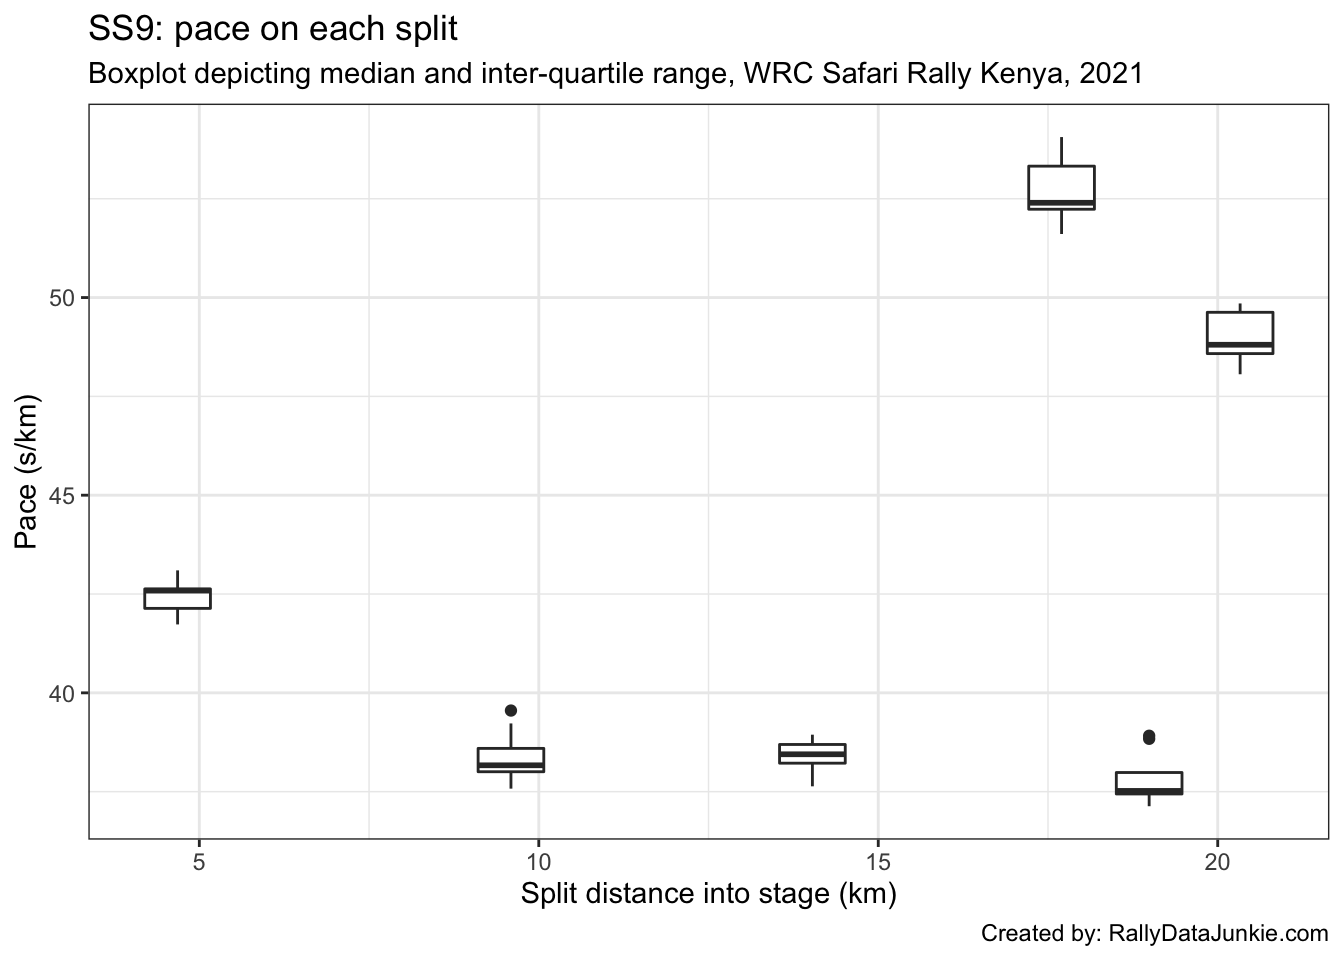 SS9: pace on each split
Boxplot depicting median and inter-quartile range, WRC Safari Rally Kenya, 2021
Pace (s/km)
50
45
40
5 10 15 20
Split distance into stage (km)
Created by: RallyDataJunkie.com